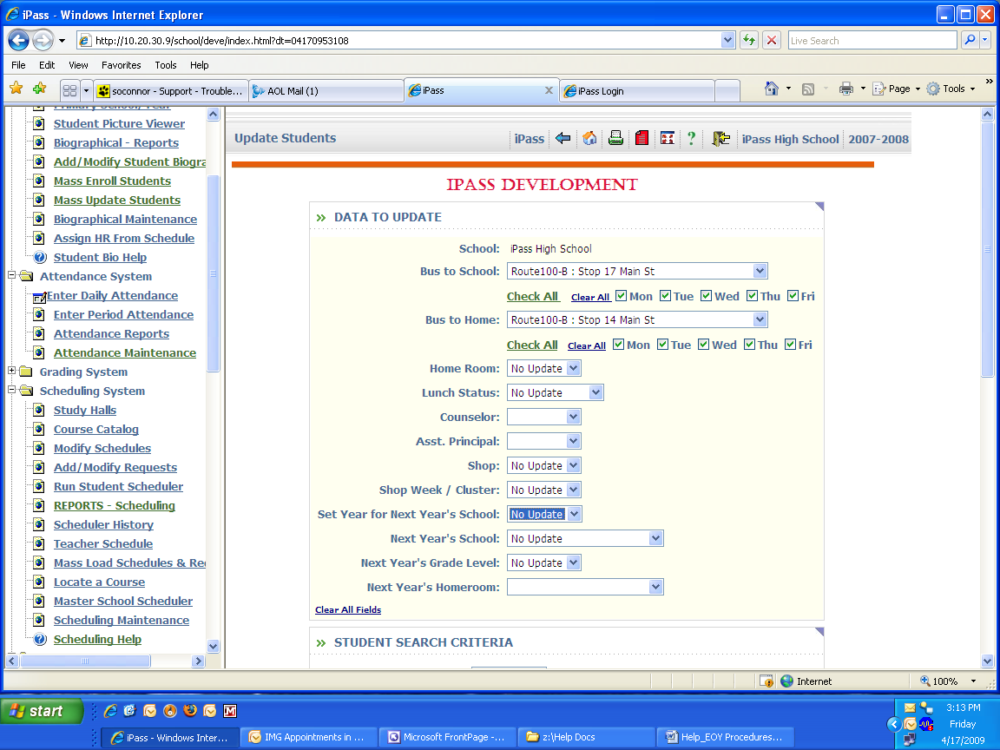 iPass - Windows Internet Explorer
http://10.20.30.9/school/deve/index.html?dt=04170953108
Live Search
File Edit View Favorites Tools Help
soconnor - Support - Trouble...
AOL Mail (1)
iPass
iPass Login
Page
Tools
Student Picture Viewer
Biographical - Reports
Add/Modify Student Biogra
Mass Enroll Students
Mass Update Students
Biographical Maintenance
Assign HR From Schedule
Student Bio Help
Attendance System
Enter Daily Attendance
Enter Period Attendance
Attendance Reports
Attendance Maintenance
Grading System
Scheduling System
Study Halls
Course Catalog
Modify Schedules
Add/Modify Requests
Run Student Scheduler
REPORTS - Scheduling
Scheduler History
Teacher Schedule
Mass Load Schedules & Re
Locate a Course
Master School Scheduler
Scheduling Maintenance
Scheduling Help
Update Students
iPass
?
iPass High School
2007-2008
IPASS DEVELOPMENT
DATA TO UPDATE
School: iPass High School
Bus to School: Route100-B : Stop 17 Main St
Check All Clear All Mon Tue Wed Thu Fri
Bus to Home: Route100-B : Stop 14 Main St
Check All Clear All Mon Tue Wed Thu Fri
Home Room: No Update
Lunch Status: No Update
Counselor:
Asst. Principal:
Shop: No Update
Shop Week / Cluster: No Update
Set Year for Next Year's School: No Update
Next Year's School: No Update
Next Year's Grade Level: No Update
Next Year's Homeroom:
Clear All Fields
STUDENT SEARCH CRITERIA
Internet
100%
start
iPass - Windows Inter...
IMG Appointments in ...
Microsoft FrontPage -...
z:\Help Docs
Help_EOY Procedures...
3:13 PM
Friday
4/17/2009